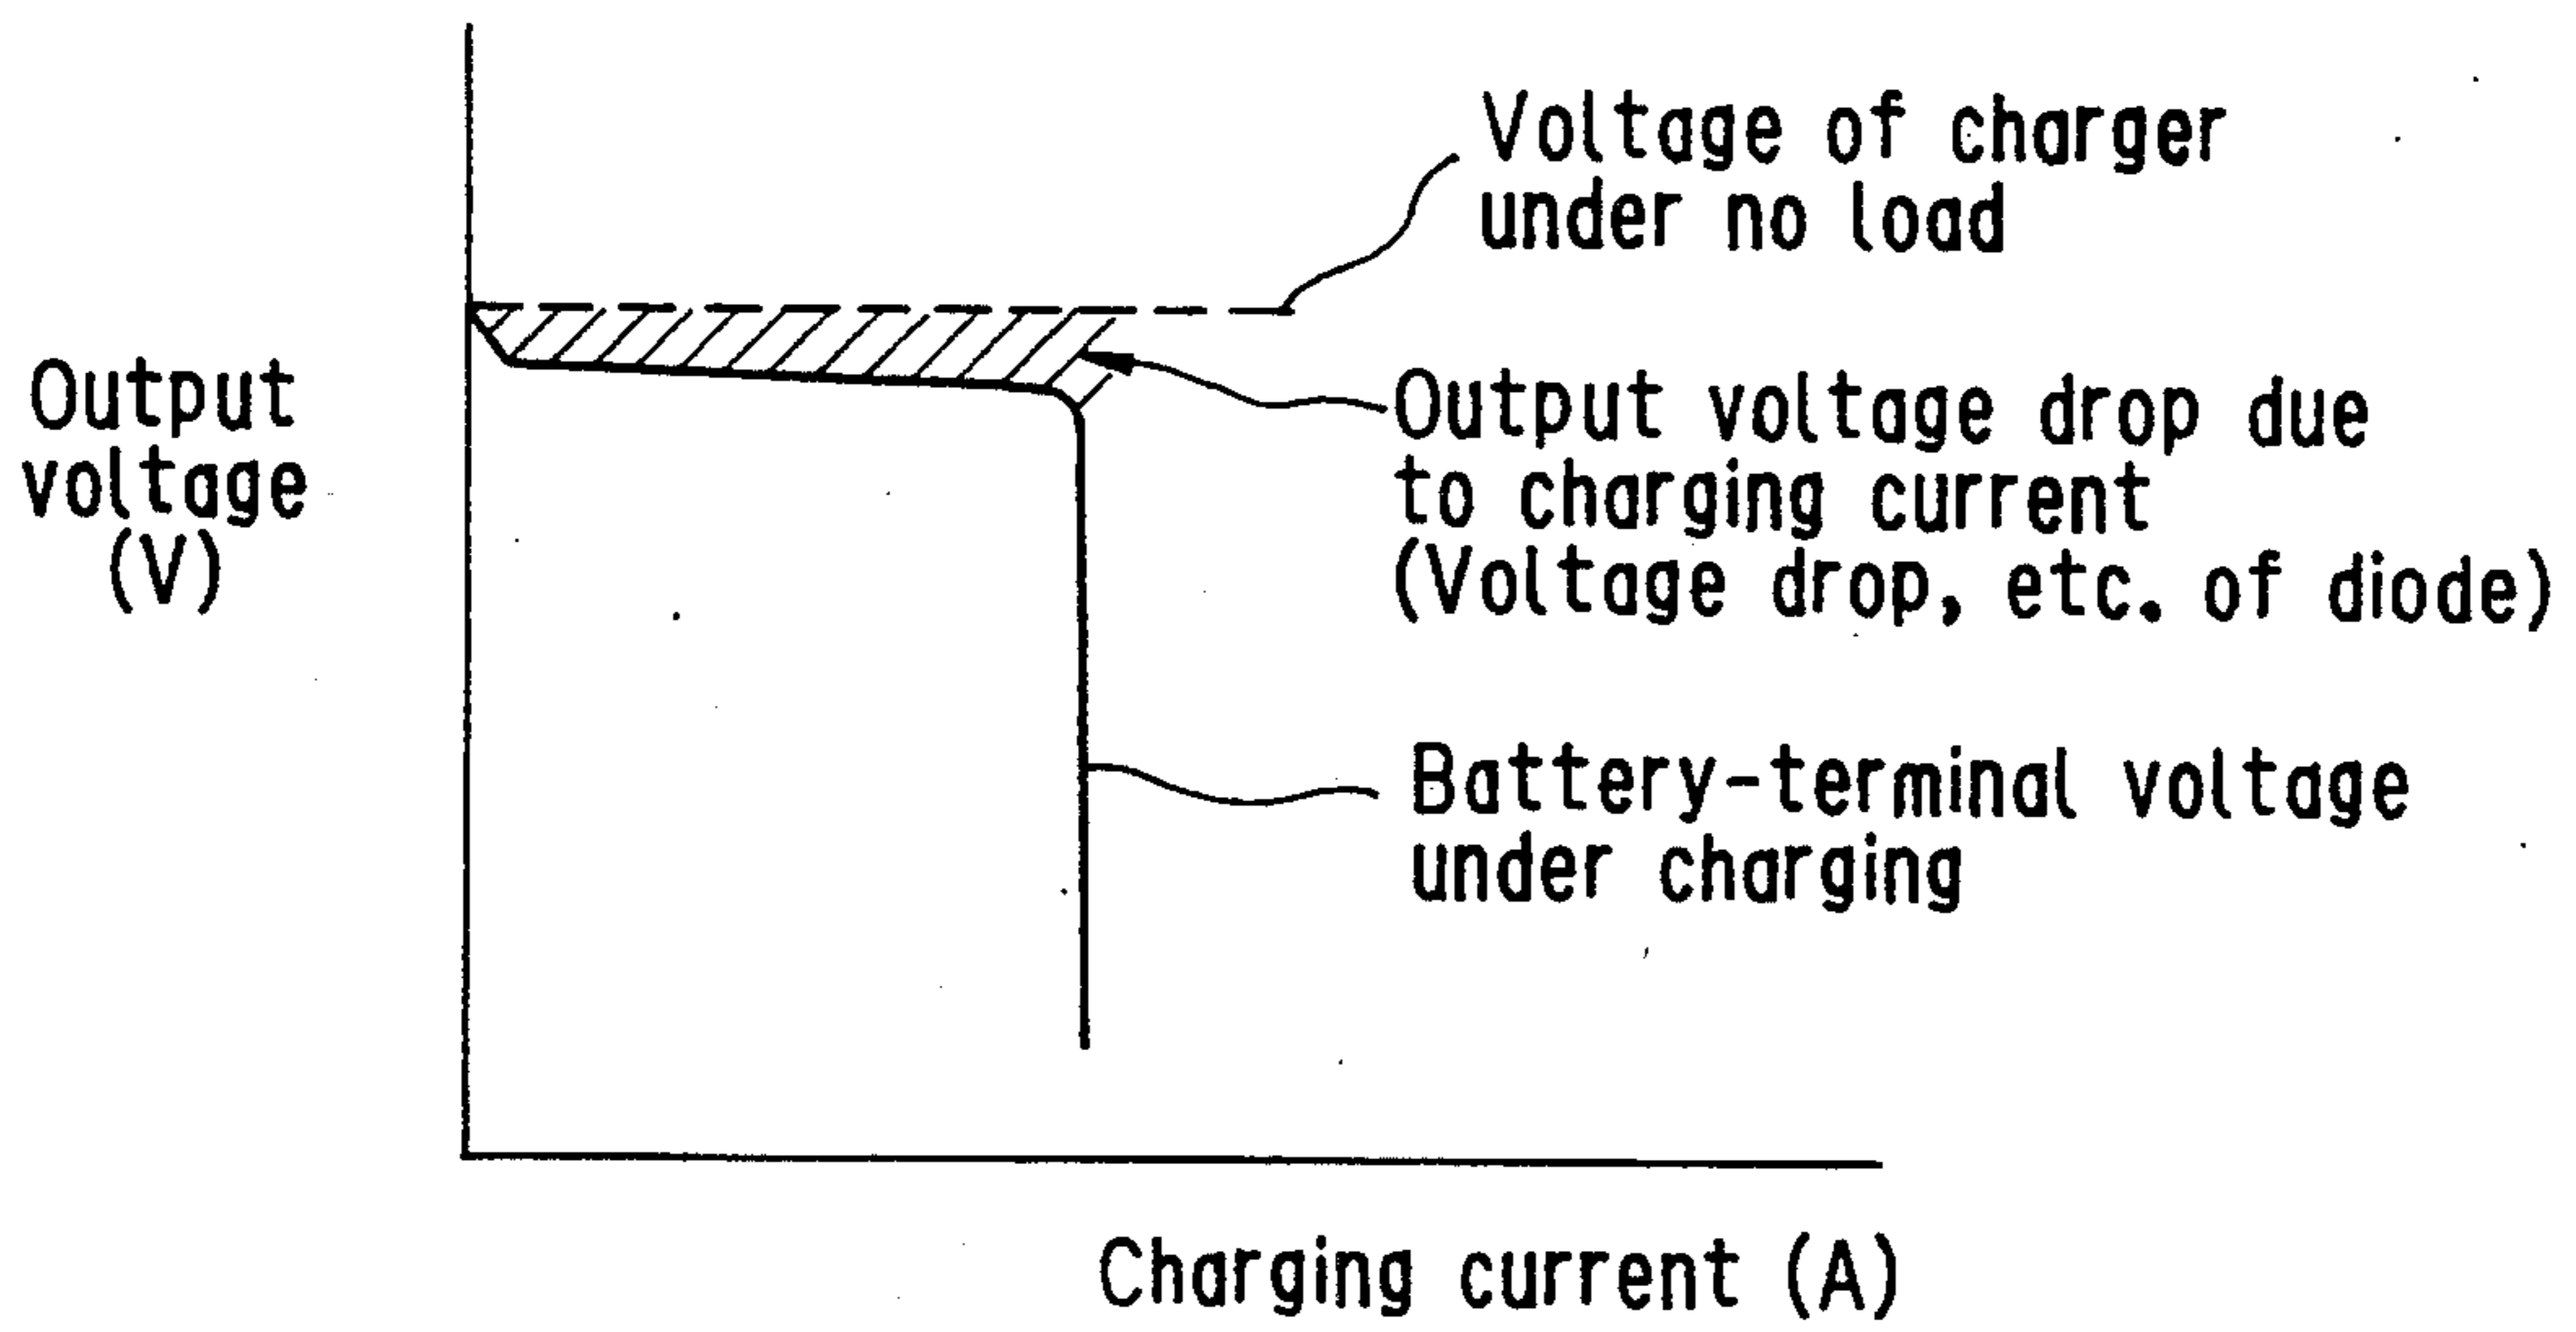 Voltage of charger
under no load
Output
voltage
(V)
Output voltage drop due
to charging current
(Voltage drop, etc. of diode)
Battery-terminal voltage
under charging
Charging current (A)